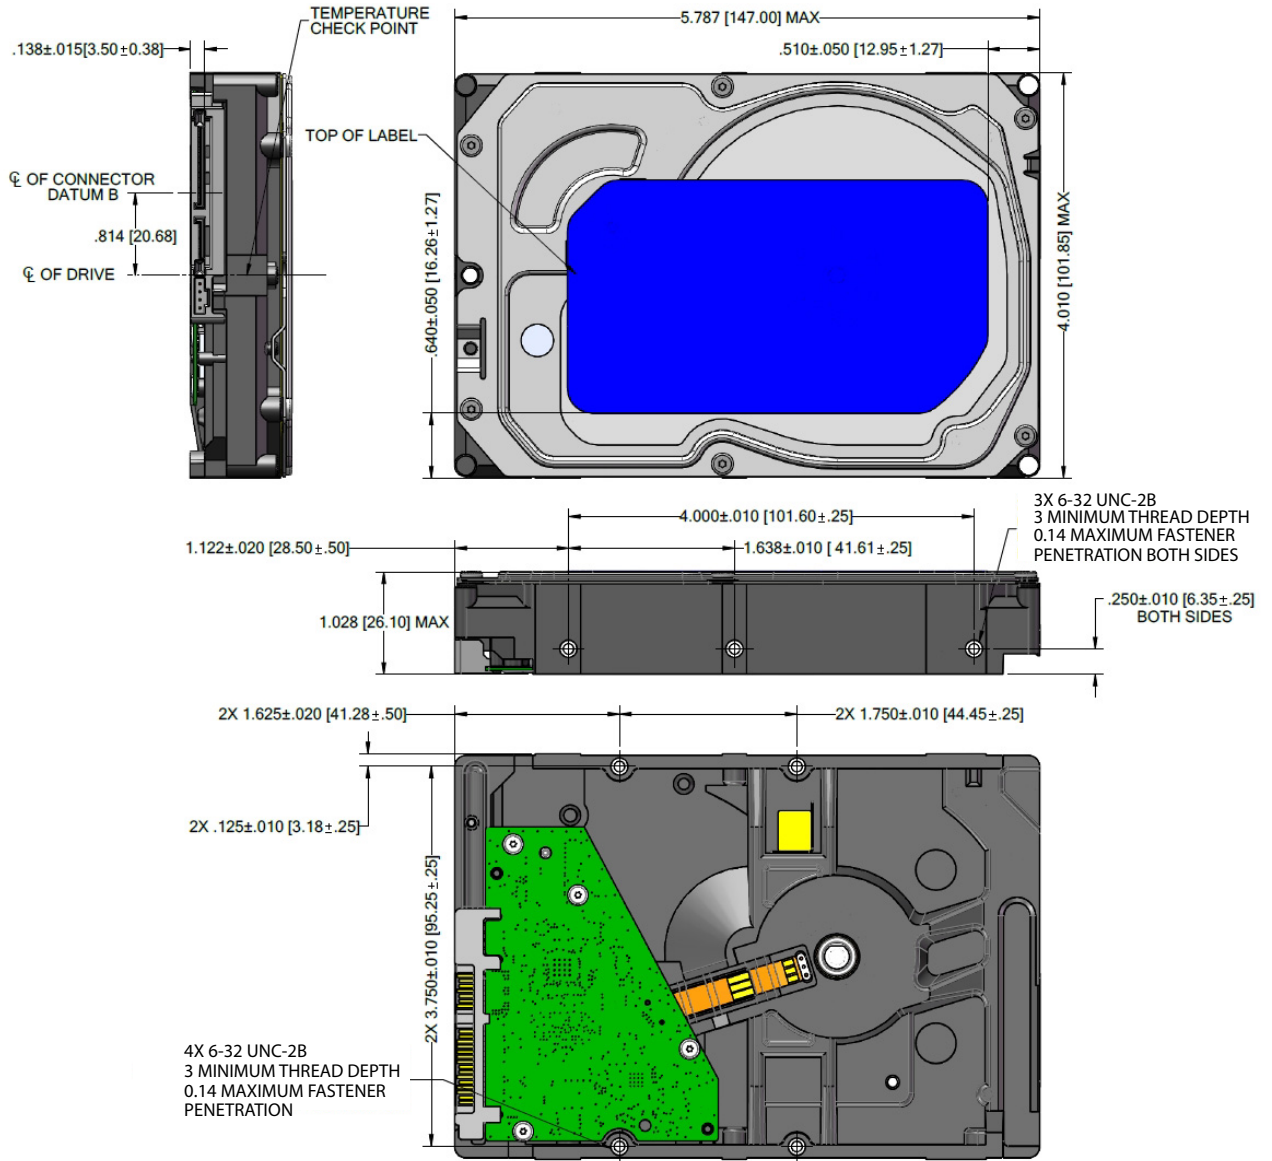 TEMPERATURE
CHECK POINT
5.787 [147.00] MAX
.138±.015[3.50±0.38]
.510±.050 [12.95±1.27]
TOP OF LABEL
℄ OF CONNECTOR
DATUM B
.814 [20.68]
℄ OF DRIVE
.640±.050 [16.26±1.27]
4.010 [101.85] MAX
3X 6-32 UNC-2B
3 MINIMUM THREAD DEPTH
0.14 MAXIMUM FASTENER
PENETRATION BOTH SIDES
4.000±.010 [101.60±.25]
1.122±.020 [28.50±.50]
1.638±.010 [ 41.61±.25]
1.028 [26.10] MAX
.250±.010 [6.35±.25]
BOTH SIDES
2X 1.625±.020 [41.28±.50]
2X 1.750±.010 [44.45±.25]
2X .125±.010 [3.18±.25]
2X 3.750±.010 [95.25±.25]
4X 6-32 UNC-2B
3 MINIMUM THREAD DEPTH
0.14 MAXIMUM FASTENER
PENETRATION